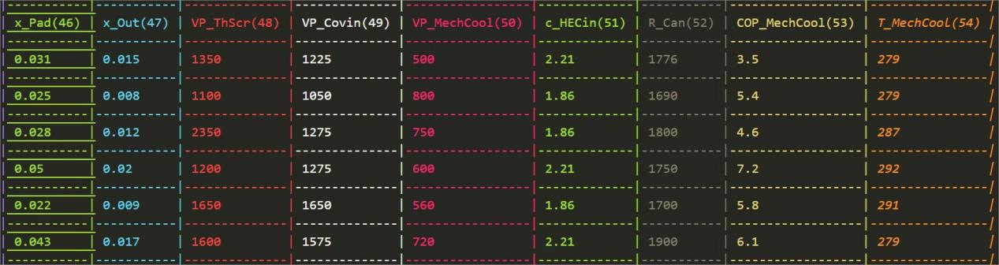 |-----------|-----------|--------------|--------------|-----------------|-------------|-----------|------------------|----------------/
| x_Pad(46) | x_Out(47) | VP_ThScr(48) | VP_Covin(49) | VP_MechCool(50) | c_HECin(51) | R_Can(52) | COP_MechCool(53) | T_MechCool(54) /
|-----------|-----------|--------------|--------------|-----------------|-------------|-----------|------------------|----------------/
| 0.031 | 0.015 | 1350 | 1225 | 500 | 2.21 | 1776 | 3.5 | 279 /
|-----------|-----------|--------------|--------------|-----------------|-------------|-----------|------------------|----------------/
| 0.025 | 0.008 | 1100 | 1050 | 800 | 1.86 | 1690 | 5.4 | 279 /
|-----------|-----------|--------------|--------------|-----------------|-------------|-----------|------------------|----------------/
| 0.028 | 0.012 | 2350 | 1275 | 750 | 1.86 | 1800 | 4.6 | 287 /
|-----------|-----------|--------------|--------------|-----------------|-------------|-----------|------------------|----------------/
| 0.05 | 0.02 | 1200 | 1275 | 600 | 2.21 | 1750 | 7.2 | 292 /
|-----------|-----------|--------------|--------------|-----------------|-------------|-----------|------------------|----------------/
| 0.022 | 0.009 | 1650 | 1650 | 560 | 1.86 | 1700 | 5.8 | 291 /
|-----------|-----------|--------------|--------------|-----------------|-------------|-----------|------------------|----------------/
| 0.043 | 0.017 | 1600 | 1575 | 720 | 2.21 | 1900 | 6.1 | 279 /
|-----------|-----------|--------------|--------------|-----------------|-------------|-----------|------------------|----------------/